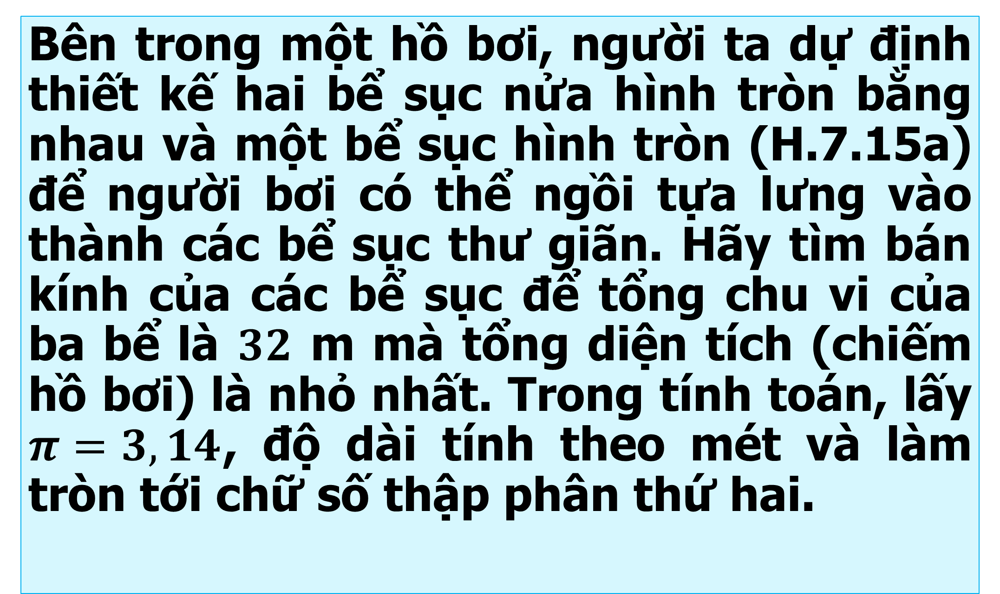 Bên trong một hồ bơi, người ta dự định
thiết kế hai bể sục nửa hình tròn bằng
nhau và một bể sục hình tròn (H.7.15a)
để người bơi có thể ngồi tựa lưng vào
thành các bể sục thư giãn. Hãy tìm bán
kính của các bể sục để tổng chu vi của
ba bể là 32 m mà tổng diện tích (chiếm
hồ bơi) là nhỏ nhất. Trong tính toán, lấy
π = 3,14, độ dài tính theo mét và làm
tròn tới chữ số thập phân thứ hai.